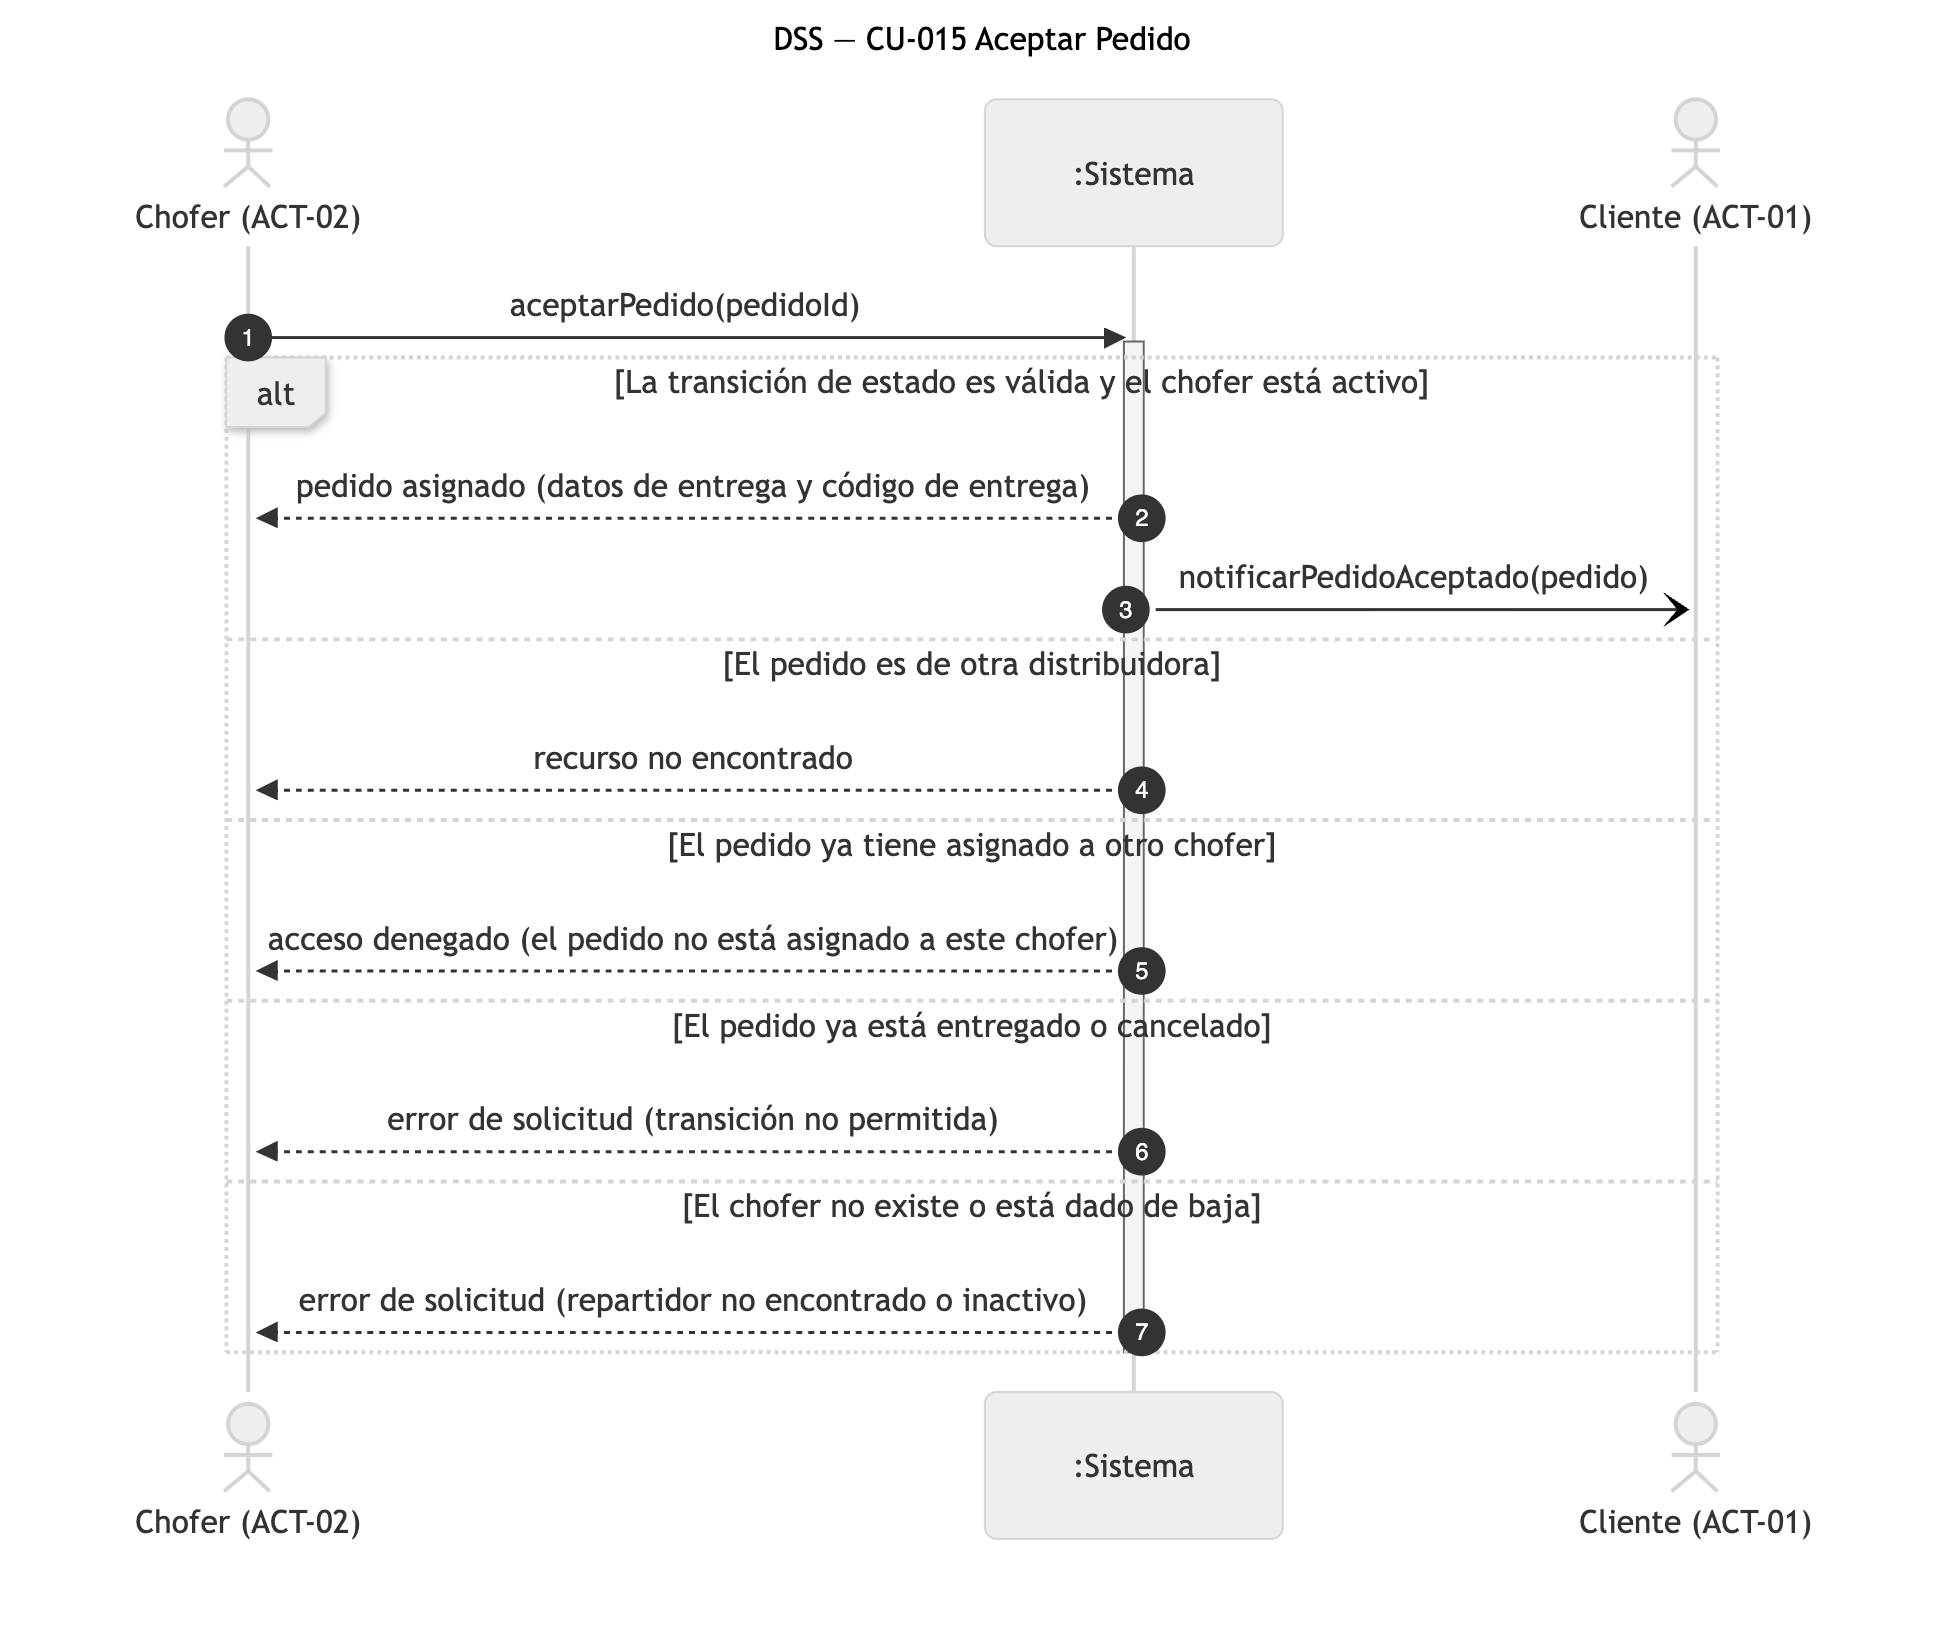 DSS — CU-015 Aceptar Pedido
Chofer (ACT-02)
:Sistema
Cliente (ACT-01)
aceptarPedido(pedidoId)
1
alt
[La transición de estado es válida y el chofer está activo]
pedido asignado (datos de entrega y código de entrega)
2
notificarPedidoAceptado(pedido)
3
[El pedido es de otra distribuidora]
recurso no encontrado
4
[El pedido ya tiene asignado a otro chofer]
acceso denegado (el pedido no está asignado a este chofer)
5
[El pedido ya está entregado o cancelado]
error de solicitud (transición no permitida)
6
[El chofer no existe o está dado de baja]
error de solicitud (repartidor no encontrado o inactivo)
7
Chofer (ACT-02)
:Sistema
Cliente (ACT-01)